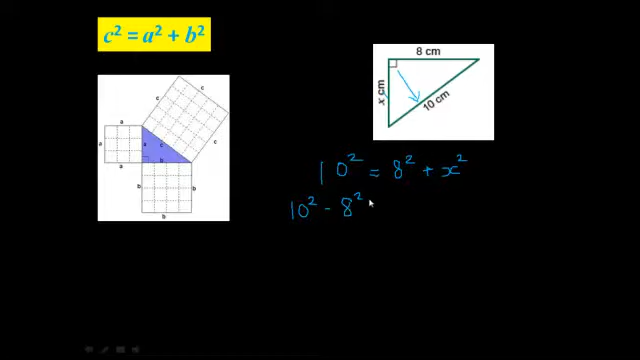 c² = a² + b²
8 cm
x cm
10 cm
c
c
c
c
a
a
a
a
b
b
b
b
10² = 8² + x²
10² - 8²